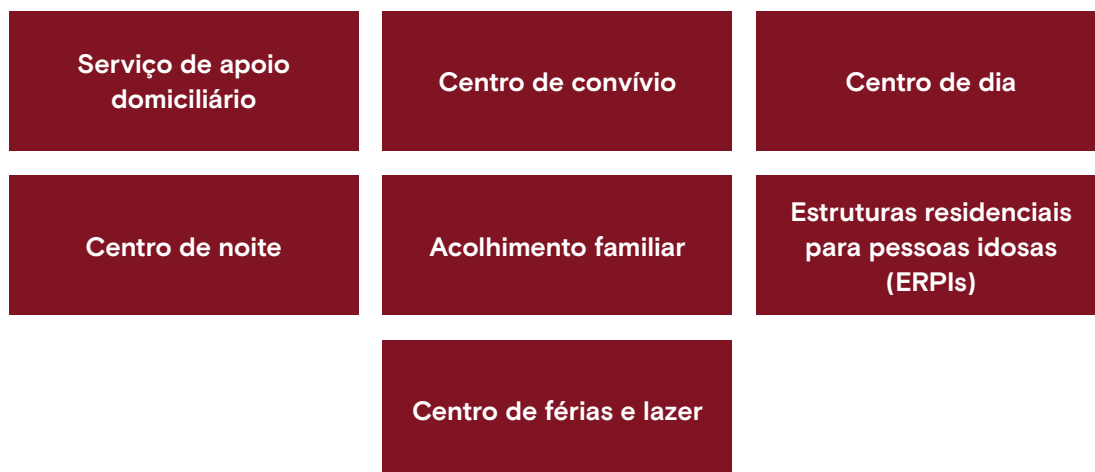 Serviço de apoio
domiciliário
Centro de convívio
Centro de dia
Centro de noite
Acolhimento familiar
Estruturas residenciais
para pessoas idosas
(ERPIs)
Centro de férias e lazer